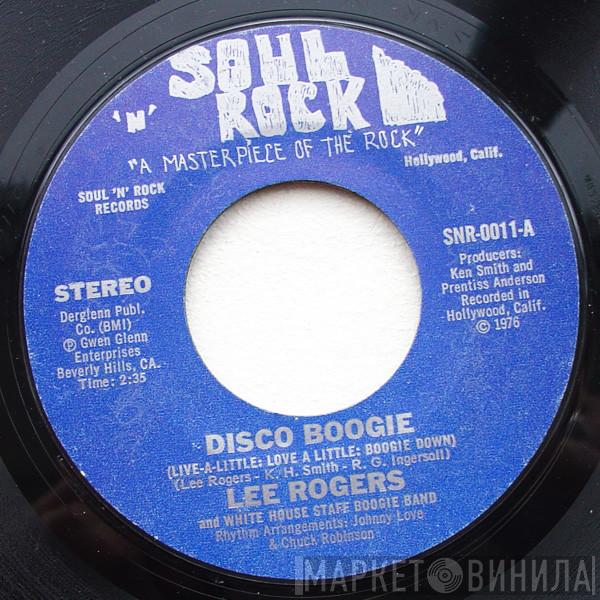 SOUL
'N' ROCK
"A MASTERPIECE OF THE ROCK"
Hollywood, Calif.
SOUL 'N' ROCK
RECORDS
STEREO
Derglenn Publ.
Co. (BMI)
℗ Gwen Glenn
Enterprises
Beverly Hills, CA.
Time: 2:35
SNR-0011-A
Producers:
Ken Smith and
Prentiss Anderson
Recorded in
Hollywood, Calif.
© 1976
DISCO BOOGIE
(LIVE-A-LITTLE: LOVE A LITTLE: BOOGIE DOWN)
(Lee Rogers - K. H. Smith - R. G. Ingersoll)
LEE ROGERS
and WHITE HOUSE STAFF BOOGIE BAND
Rhythm Arrangements: Johnny Love
& Chuck Robinson
МАРКЕТ ВИНИЛА